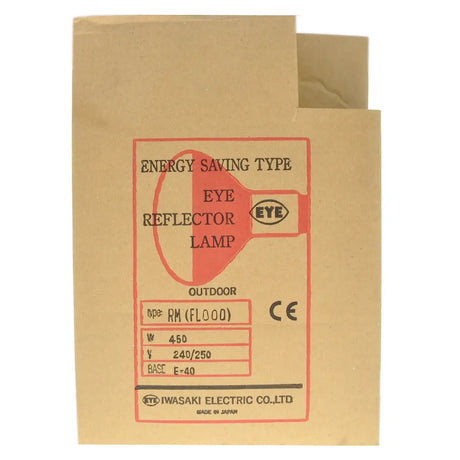 ENERGY SAVING TYPE
EYE
REFLECTOR
LAMP
EYE
OUTDOOR
type: RM (FLOOD)
CE
W 450
V 240/250
BASE E-40
EYE IWASAKI ELECTRIC CO.,LTD
MADE IN JAPAN